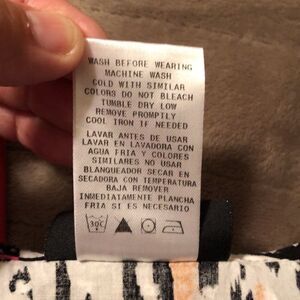 WASH BEFORE WEARING
MACHINE WASH
COLD WITH SIMILAR
COLORS DO NOT BLEACH
TUMBLE DRY LOW
REMOVE PROMPTLY
COOL IRON IF NEEDED
LAVAR ANTES DE USAR
LAVAR EN LAVADORA CON
AGUA FRIA Y COLORES
SIMILARES NO USAR
BLANQUEADOR SECAR EN
SECADORA CON TEMPERATURA
BAJA REMOVER
INMEDIATAMENTE PLANCHA
FRIA SI ES NECESARIO
30C